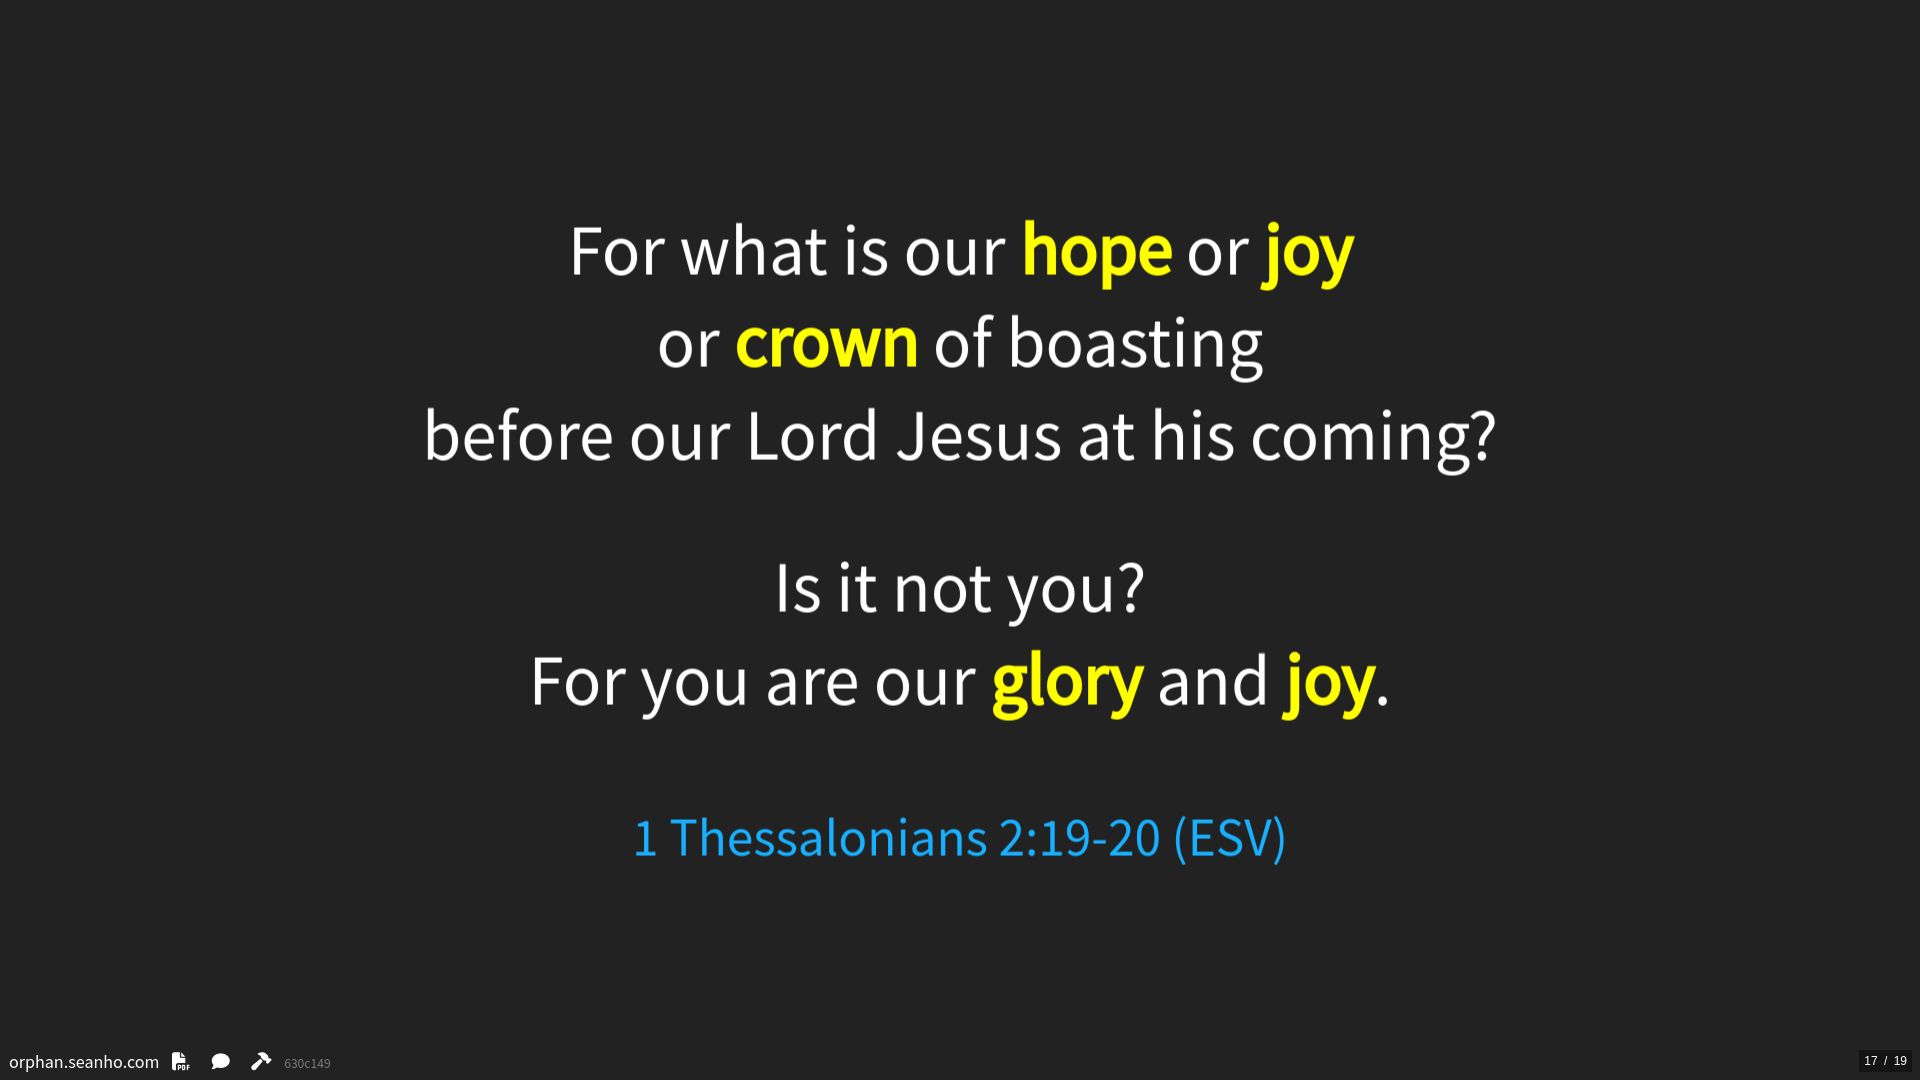 For what is our hope or joy
or crown of boasting
before our Lord Jesus at his coming?
Is it not you?
For you are our glory and joy.
1 Thessalonians 2:19-20 (ESV)
orphan.seanho.com PDF 630c149
17 / 19